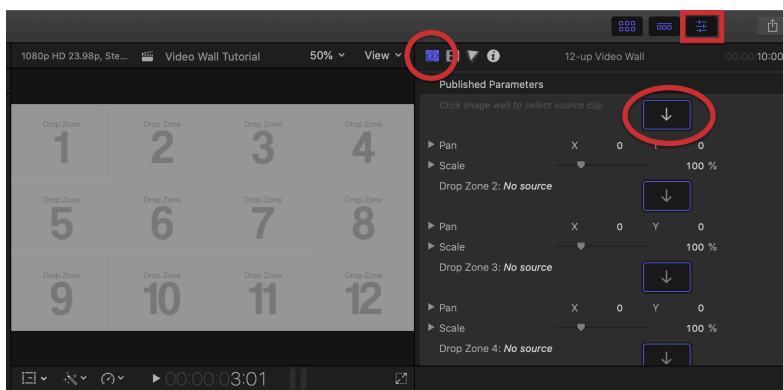 1080p HD 23.98p, Ste... Video Wall Tutorial 50% View 12-up Video Wall 00:00:10:00
Published Parameters
Click image well to select source clip
Pan X 0 Y 0
Scale 100 %
Drop Zone 2: No source
Pan X 0 Y 0
Scale 100 %
Drop Zone 3: No source
Pan X 0 Y 0
Scale 100 %
Drop Zone 4: No source
Drop Zone Drop Zone Drop Zone Drop Zone
1 2 3 4
Drop Zone Drop Zone Drop Zone Drop Zone
5 6 7 8
Drop Zone Drop Zone Drop Zone Drop Zone
9 10 11 12
00:00:03:01